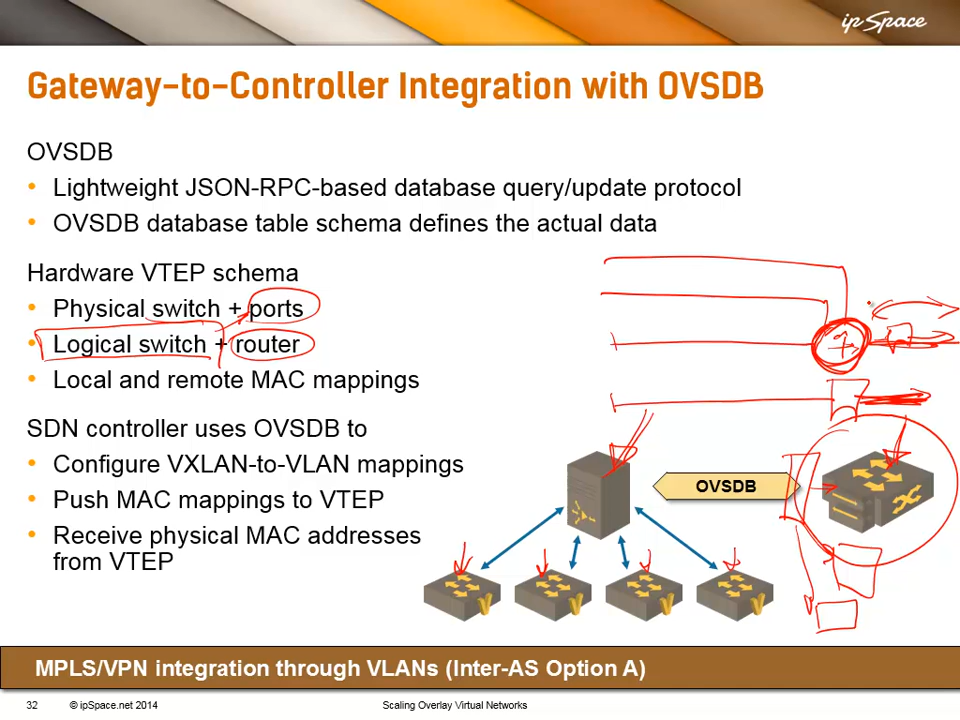 ipSpace
Gateway-to-Controller Integration with OVSDB
OVSDB
• Lightweight JSON-RPC-based database query/update protocol
• OVSDB database table schema defines the actual data
Hardware VTEP schema
• Physical switch + ports
• Logical switch + router
• Local and remote MAC mappings
SDN controller uses OVSDB to
• Configure VXLAN-to-VLAN mappings
• Push MAC mappings to VTEP
• Receive physical MAC addresses
from VTEP
OVSDB
V V V V
MPLS/VPN integration through VLANs (Inter-AS Option A)
32 © ipSpace.net 2014 Scaling Overlay Virtual Networks